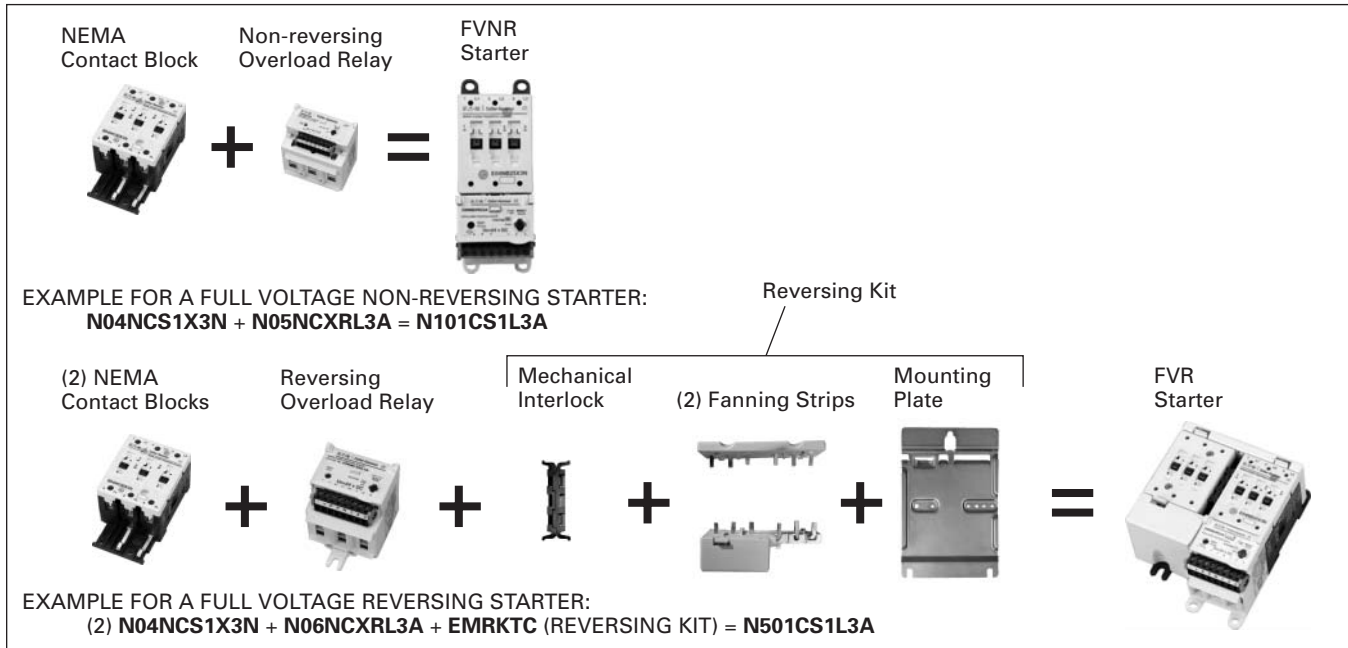 NEMA
Contact Block
Non-reversing
Overload Relay
FVNR
Starter
EXAMPLE FOR A FULL VOLTAGE NON-REVERSING STARTER:
N04NCS1X3N + N05NCXRL3A = N101CS1L3A
Reversing Kit
(2) NEMA
Contact Blocks
Reversing
Overload Relay
Mechanical
Interlock
(2) Fanning Strips
Mounting
Plate
FVR
Starter
EXAMPLE FOR A FULL VOLTAGE REVERSING STARTER:
(2) N04NCS1X3N + N06NCXRL3A + EMRKTC (REVERSING KIT) = N501CS1L3A